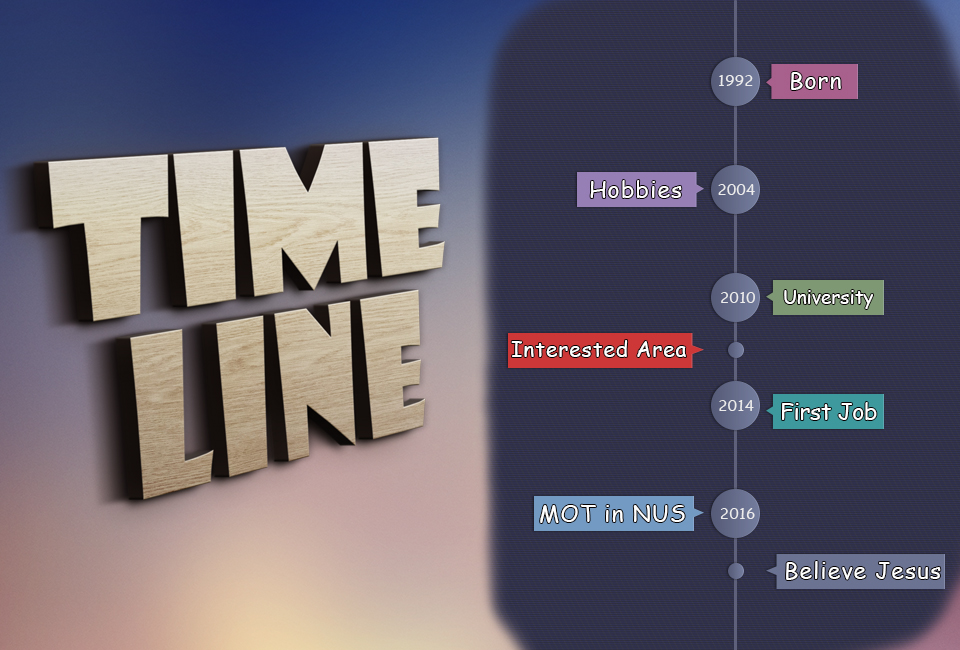 TIME
LINE
1992 Born
Hobbies 2004
2010 University
Interested Area
2014 First Job
MOT in NUS 2016
Believe Jesus